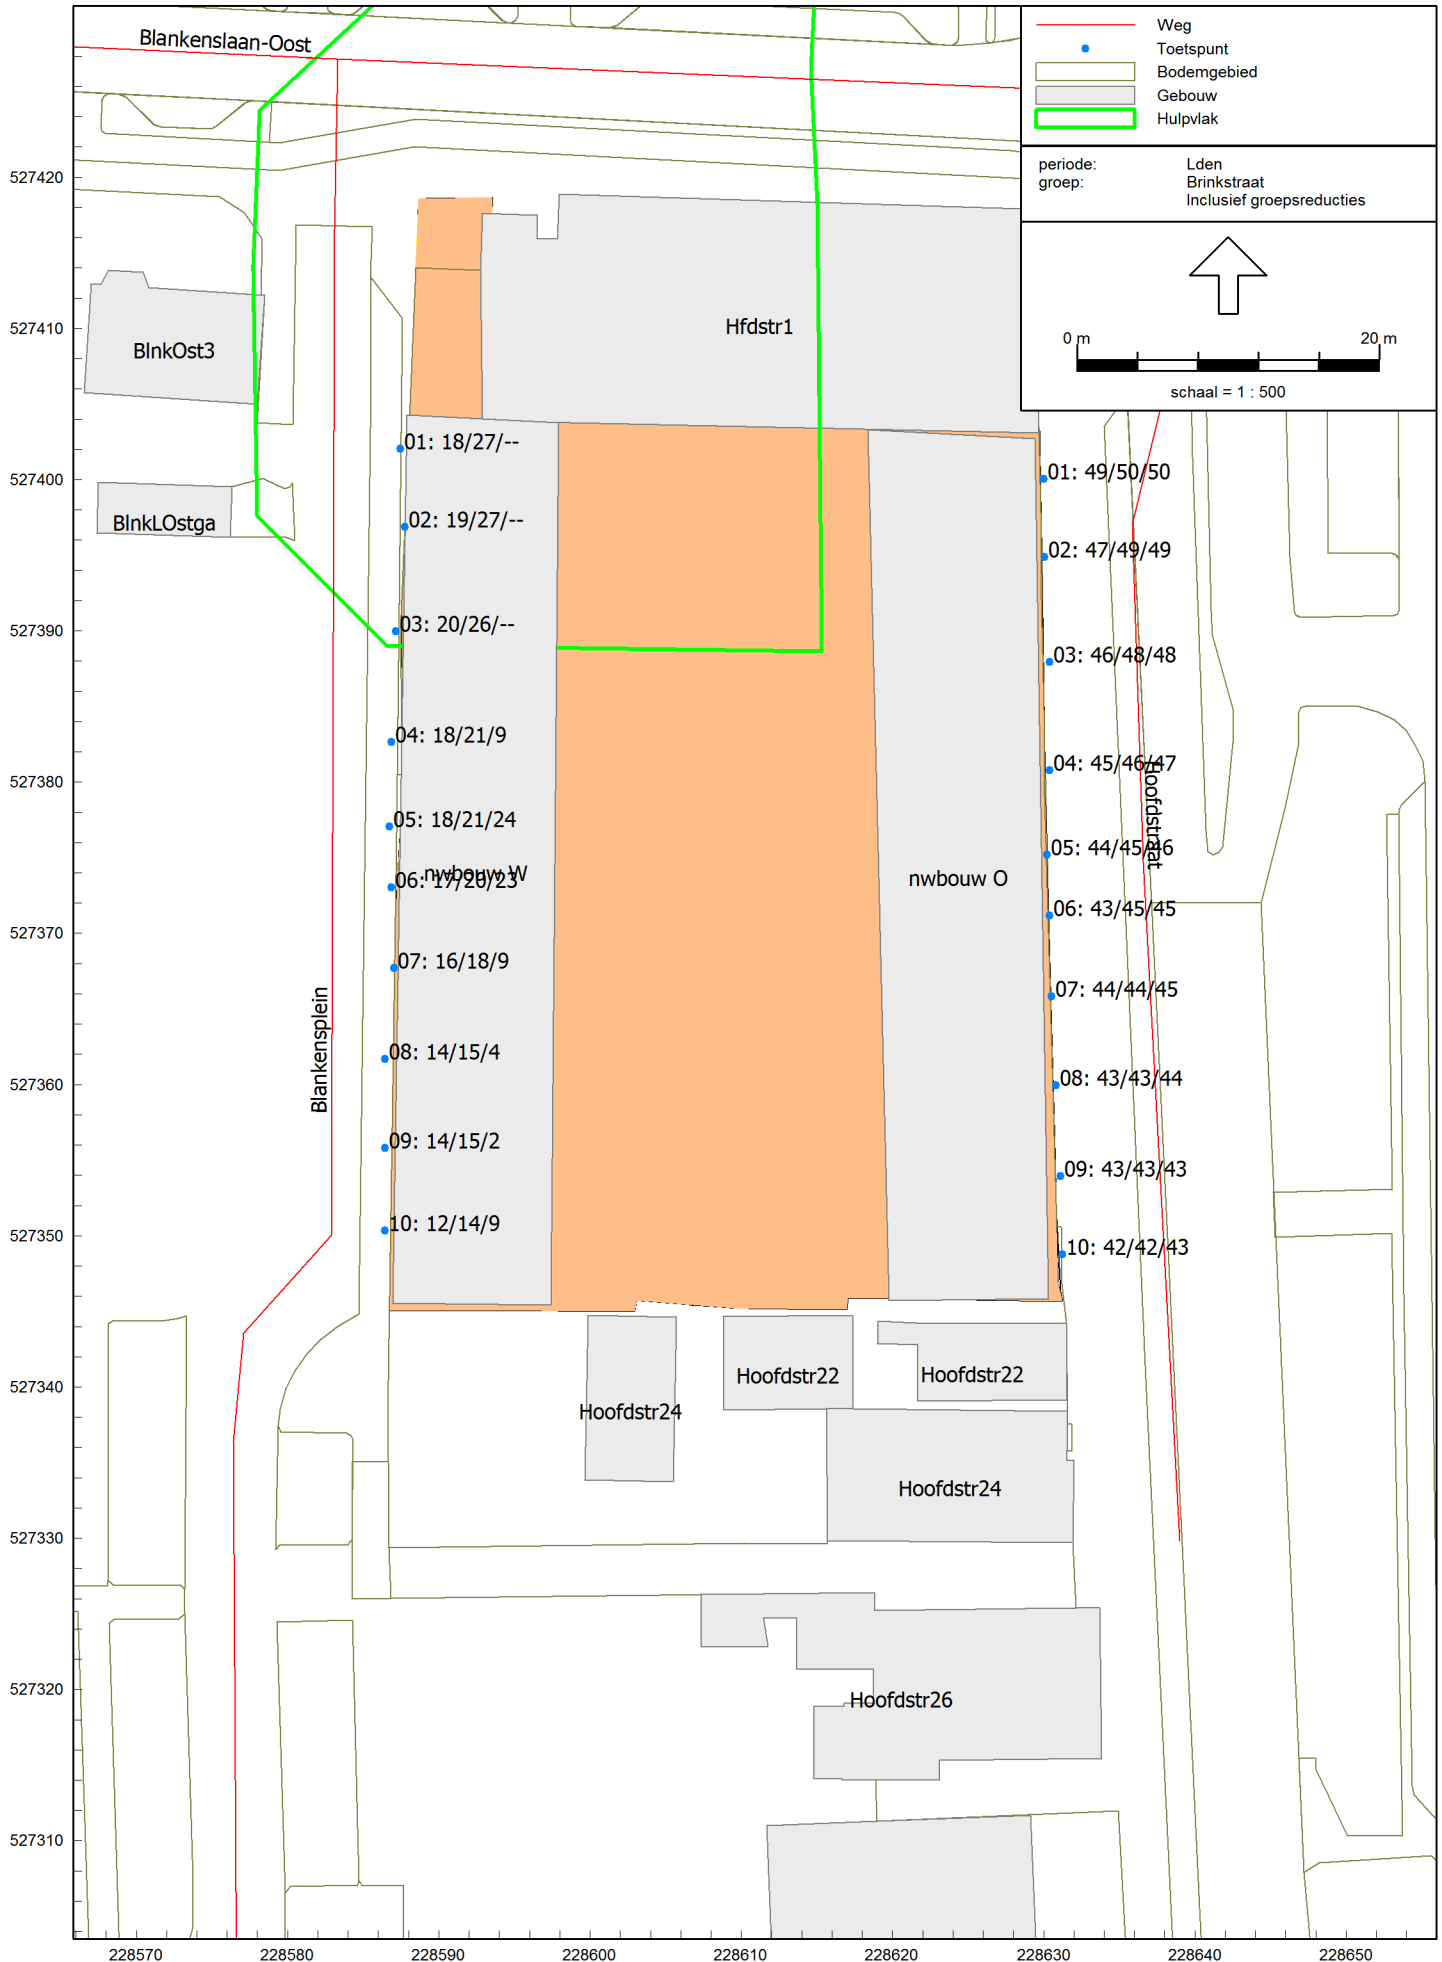 Blankenslaan-Oost
Weg
Toetspunt
Bodemgebied
Gebouw
Hulpvlak
periode: Lden
groep: Brinkstraat
Inclusief groepsreducties
0 m 20 m
schaal = 1 : 500
527420
527410
527400
527390
527380
527370
527360
527350
527340
527330
527320
527310
Hfdstr1
BlnkOst3
BlnkLOstga
01: 18/27/--
02: 19/27/--
03: 20/26/--
04: 18/21/9
05: 18/21/24
nwbouw W
06: 17/20/23
07: 16/18/9
08: 14/15/4
09: 14/15/2
10: 12/14/9
Blankensplein
nwbouw O
01: 49/50/50
02: 47/49/49
03: 46/48/48
04: 45/46/47
05: 44/45/46
06: 43/45/45
07: 44/44/45
08: 43/43/44
09: 43/43/43
10: 42/42/43
Hoofdstraat
Hoofdstr24
Hoofdstr22
Hoofdstr22
Hoofdstr24
Hoofdstr26
228570 228580 228590 228600 228610 228620 228630 228640 228650